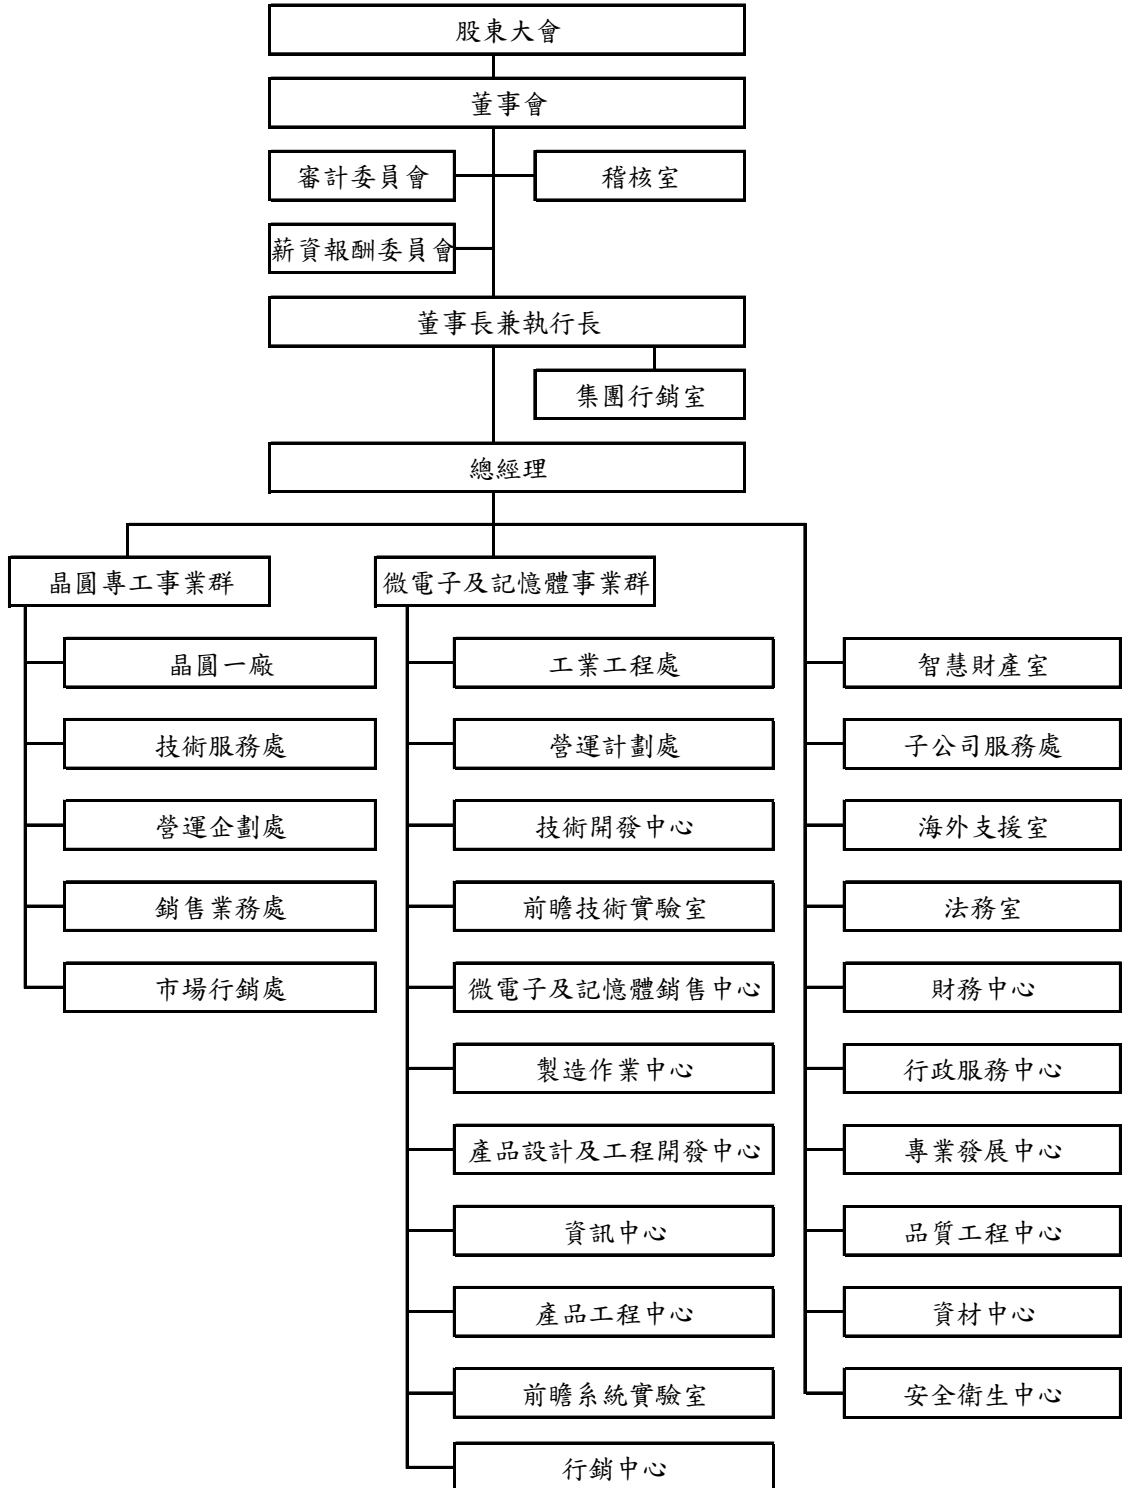 股東大會
董事會
審計委員會
稽核室
薪資報酬委員會
董事長兼執行長
集團行銷室
總經理
晶圓專工事業群
晶圓一廠
技術服務處
營運企劃處
銷售業務處
市場行銷處
微電子及記憶體事業群
工業工程處
營運計劃處
技術開發中心
前瞻技術實驗室
微電子及記憶體銷售中心
製造作業中心
產品設計及工程開發中心
資訊中心
產品工程中心
前瞻系統實驗室
行銷中心
智慧財產室
子公司服務處
海外支援室
法務室
財務中心
行政服務中心
專業發展中心
品質工程中心
資材中心
安全衛生中心